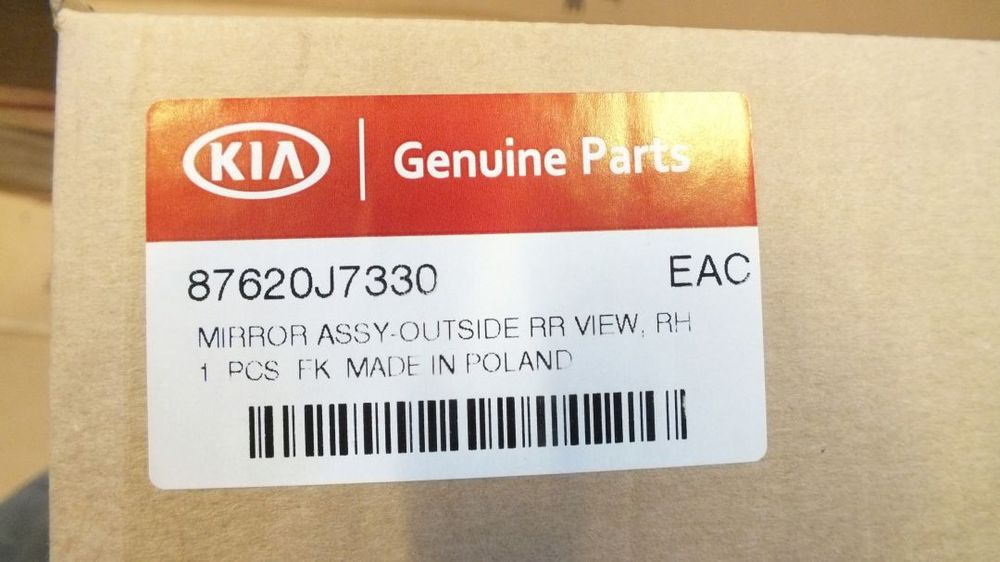 KIA Genuine Parts
87620J7330 EAC
MIRROR ASSY-OUTSIDE RR VIEW, RH
1 PCS FK MADE IN POLAND